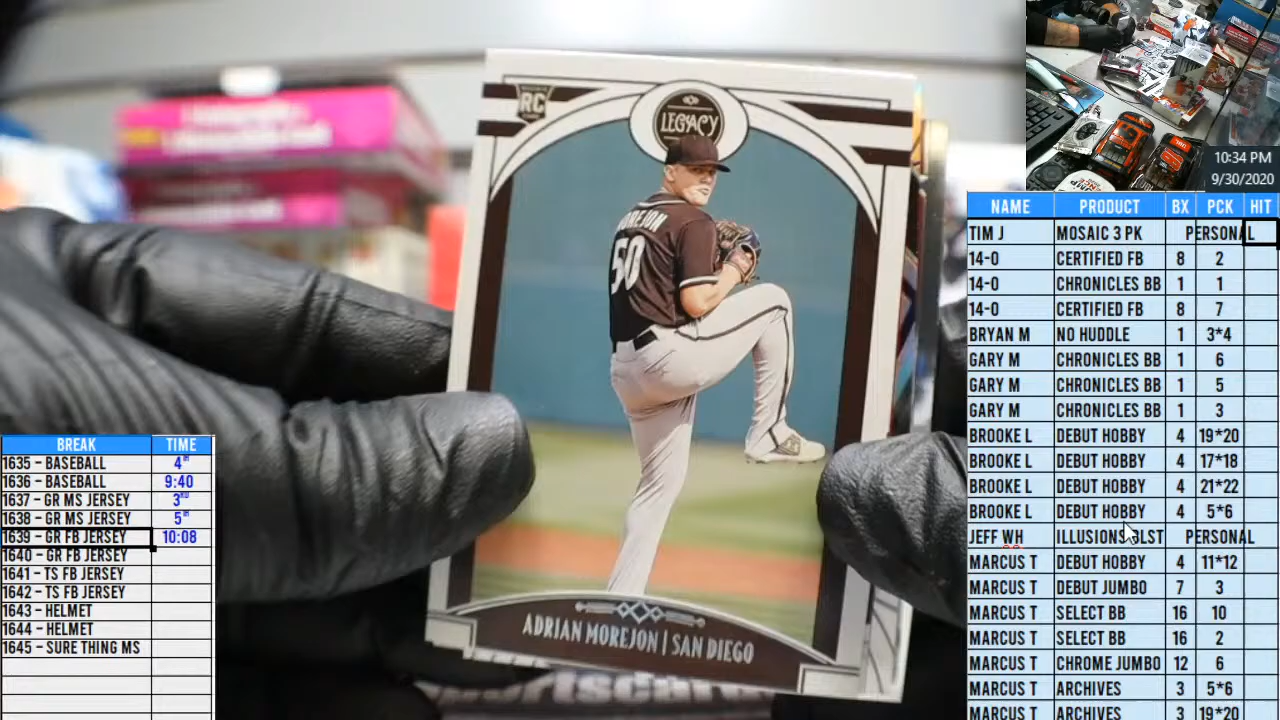 RC
LEGACY
MOREJON
50
ADRIAN MOREJON | SAN DIEGO
10:34 PM
9/30/2020
NAME PRODUCT BX PCK HIT
TIM J MOSAIC 3 PK PERSONAL
14-0 CERTIFIED FB 8 2
14-0 CHRONICLES BB 1 1
14-0 CERTIFIED FB 8 7
BRYAN M NO HUDDLE 1 3*4
GARY M CHRONICLES BB 1 6
GARY M CHRONICLES BB 1 5
GARY M CHRONICLES BB 1 3
BROOKE L DEBUT HOBBY 4 19*20
BROOKE L DEBUT HOBBY 4 17*18
BROOKE L DEBUT HOBBY 4 21*22
BROOKE L DEBUT HOBBY 4 5*6
JEFF WH ILLUSIONS BLST PERSONAL
MARCUS T DEBUT HOBBY 4 11*12
MARCUS T DEBUT JUMBO 7 3
MARCUS T SELECT BB 16 10
MARCUS T SELECT BB 16 2
MARCUS T CHROME JUMBO 12 6
MARCUS T ARCHIVES 3 5*6
MARCUS T ARCHIVES 3 19*20
BREAK TIME
1635 - BASEBALL 4TH
1636 - BASEBALL 9:40
1637 - GR MS JERSEY 3RD
1638 - GR MS JERSEY 5TH
1639 - GR FB JERSEY 10:08
1640 - GR FB JERSEY
1641 - TS FB JERSEY
1642 - TS FB JERSEY
1643 - HELMET
1644 - HELMET
1645 - SURE THING MS